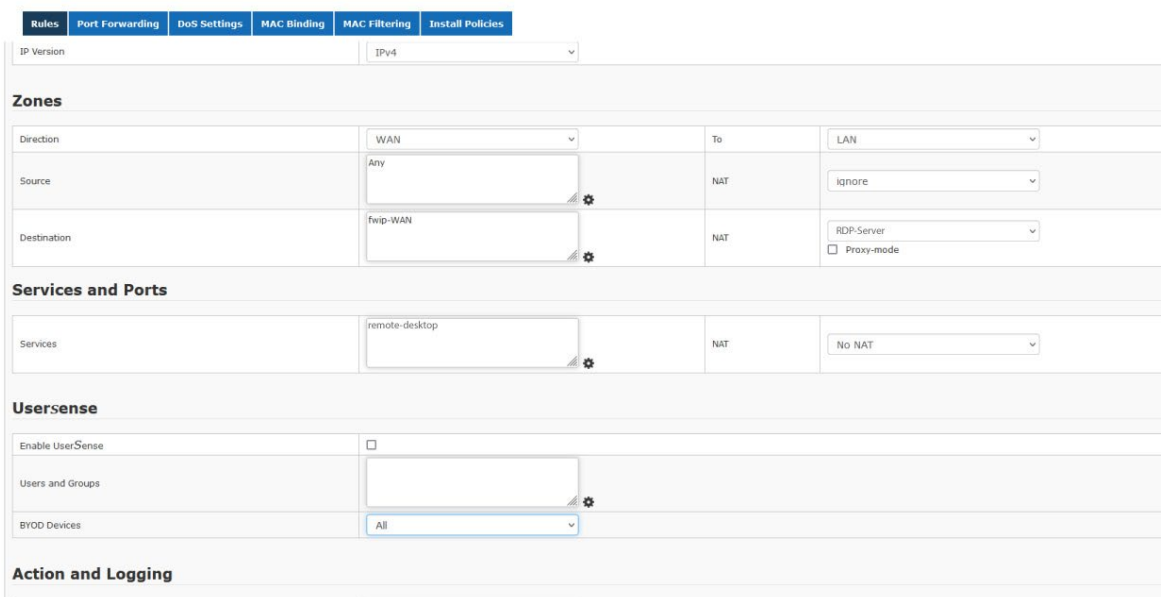 Rules Port Forwarding DoS Settings MAC Binding MAC Filtering Install Policies
IP Version IPv4
Zones
Direction WAN To LAN
Any
Source NAT ignore
fwip-WAN
RDP-Server
Destination NAT
Proxy-mode
Services and Ports
remote-desktop
Services NAT No NAT
Usersense
Enable UserSense
Users and Groups
BYOD Devices All
Action and Logging